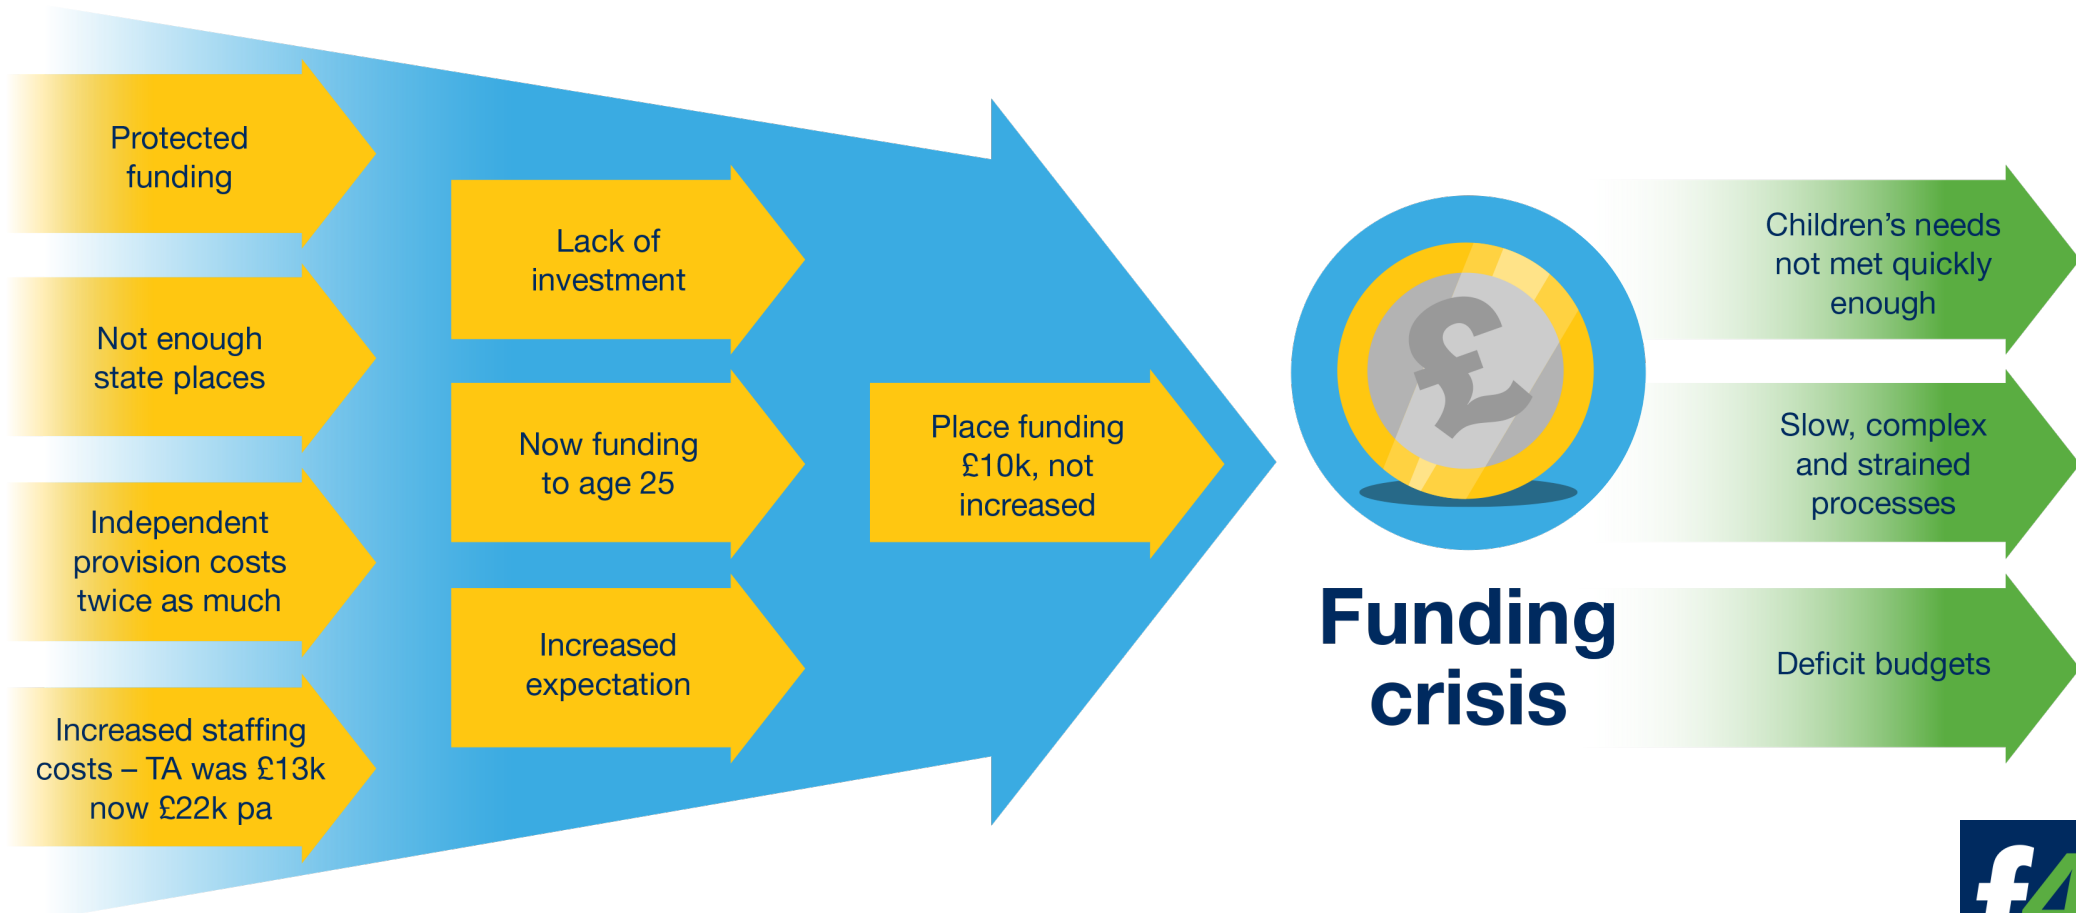 Protected
funding
Not enough
state places
Independent
provision costs
twice as much
Increased staffing
costs – TA was £13k
now £22k pa
Lack of
investment
Now funding
to age 25
Increased
expectation
Place funding
£10k, not
increased
£
Funding
crisis
Children’s needs
not met quickly
enough
Slow, complex
and strained
processes
Deficit budgets